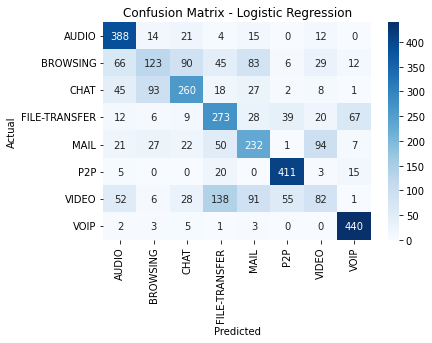 Confusion Matrix - Logistic Regression
Actual
AUDIO 388 14 21 4 15 0 12 0
BROWSING 66 123 90 45 83 6 29 12
CHAT 45 93 260 18 27 2 8 1
FILE-TRANSFER 12 6 9 273 28 39 20 67
MAIL 21 27 22 50 232 1 94 7
P2P 5 0 0 20 0 411 3 15
VIDEO 52 6 28 138 91 55 82 1
VOIP 2 3 5 1 3 0 0 440
AUDIO BROWSING CHAT FILE-TRANSFER MAIL P2P VIDEO VOIP
Predicted
400
350
300
250
200
150
100
50
0